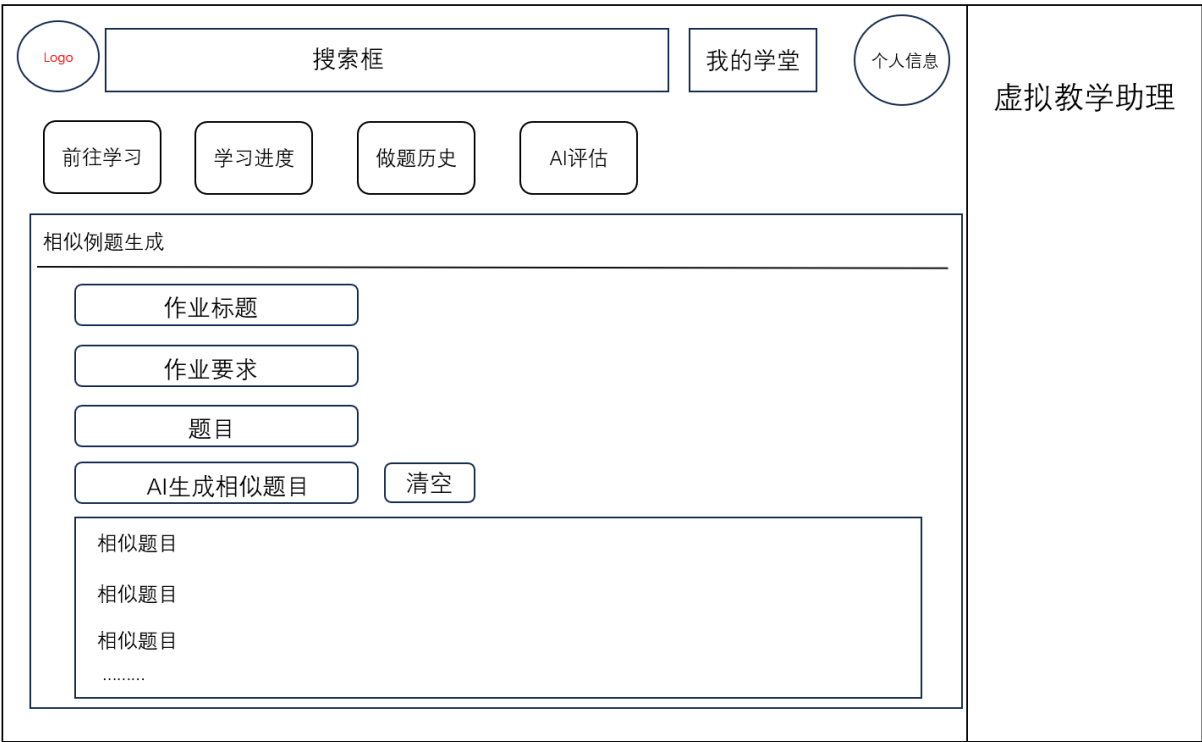 Logo
搜索框
我的学堂
个人信息
虚拟教学助理
前往学习
学习进度
做题历史
AI评估
相似例题生成
作业标题
作业要求
题目
AI生成相似题目
清空
相似题目
相似题目
相似题目
.........